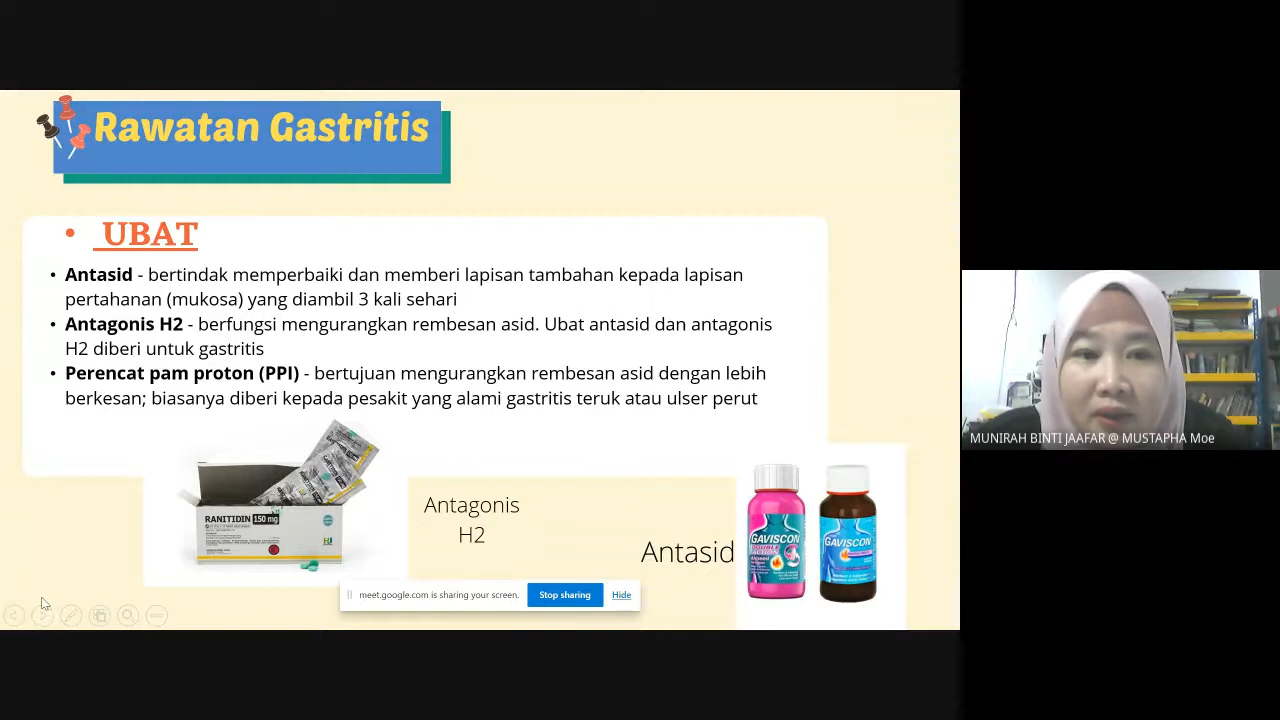 Rawatan Gastritis
• UBAT
• Antasid - bertindak memperbaiki dan memberi lapisan tambahan kepada lapisan
pertahanan (mukosa) yang diambil 3 kali sehari
• Antagonis H2 - berfungsi mengurangkan rembesan asid. Ubat antasid dan antagonis
H2 diberi untuk gastritis
• Perencat pam proton (PPI) - bertujuan mengurangkan rembesan asid dengan lebih
berkesan; biasanya diberi kepada pesakit yang alami gastritis teruk atau ulser perut
RANITIDIN 150 mg
Antagonis
H2
Antasid
GAVISCON
DOUBLE
ACTION
GAVISCON
meet.google.com is sharing your screen.
Stop sharing
Hide
MUNIRAH BINTI JAAFAR @ MUSTAPHA Moe